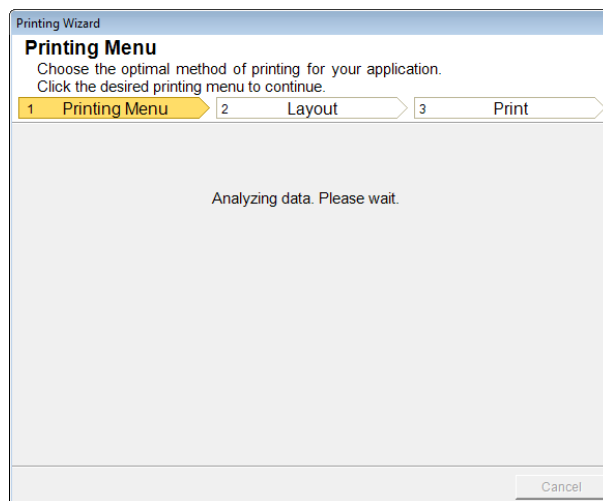 Printing Wizard
Printing Menu
Choose the optimal method of printing for your application.
Click the desired printing menu to continue.
1 Printing Menu 2 Layout 3 Print
Analyzing data. Please wait.
Cancel